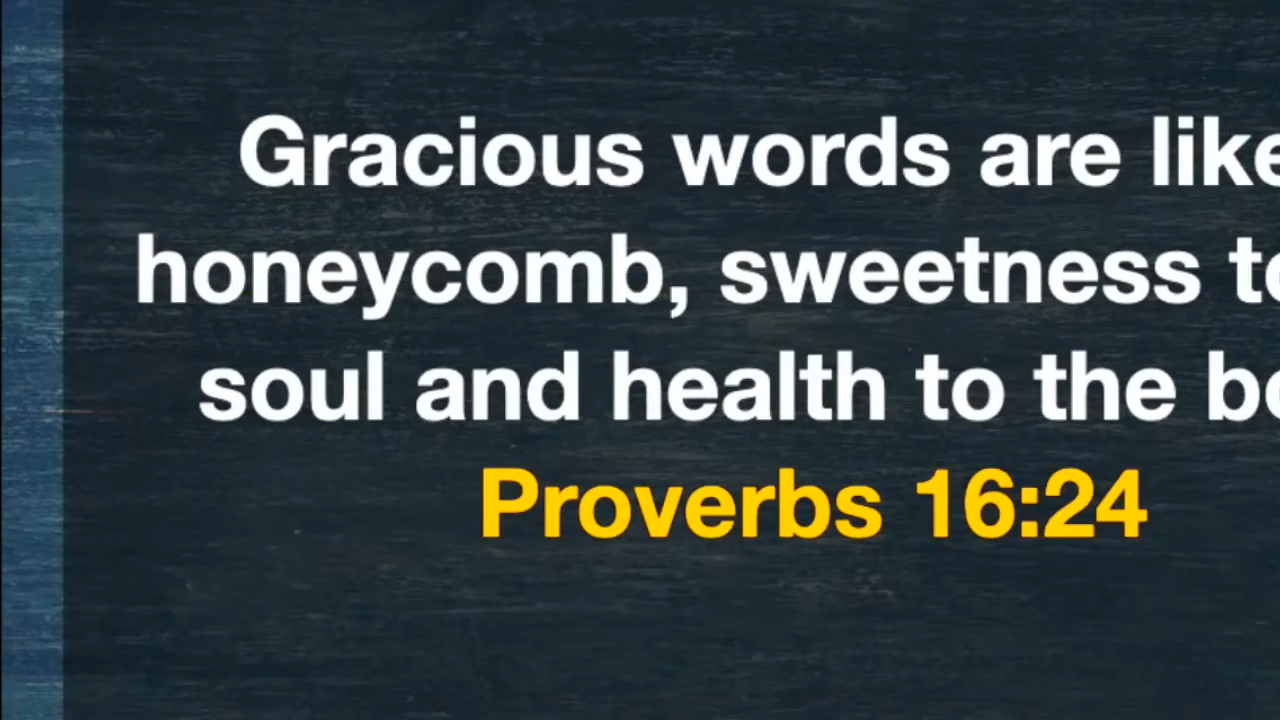 Gracious words are like
honeycomb, sweetness
soul and health to the
Proverbs 16:24